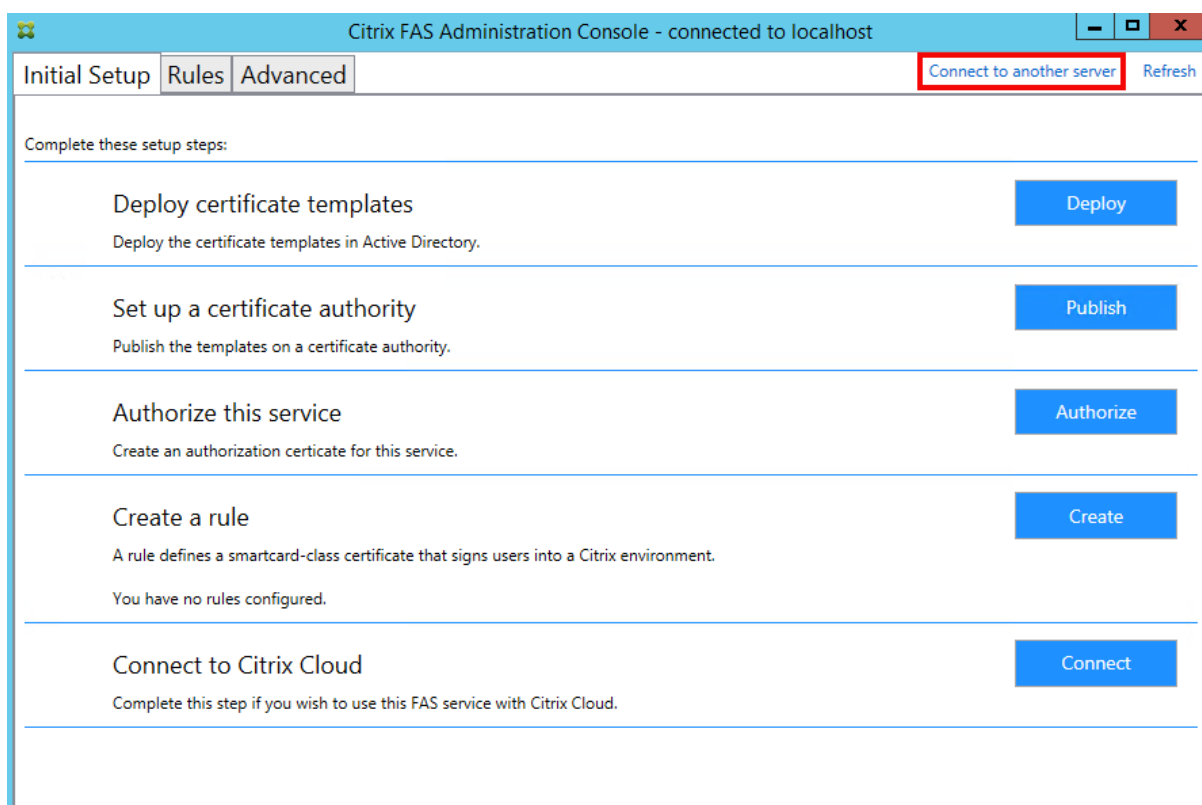 Citrix FAS Administration Console - connected to localhost
Initial Setup Rules Advanced Connect to another server Refresh
Complete these setup steps:
Deploy certificate templates
Deploy
Deploy the certificate templates in Active Directory.
Set up a certificate authority
Publish
Publish the templates on a certificate authority.
Authorize this service
Authorize
Create an authorization certicate for this service.
Create a rule
Create
A rule defines a smartcard-class certificate that signs users into a Citrix environment.
You have no rules configured.
Connect to Citrix Cloud
Connect
Complete this step if you wish to use this FAS service with Citrix Cloud.